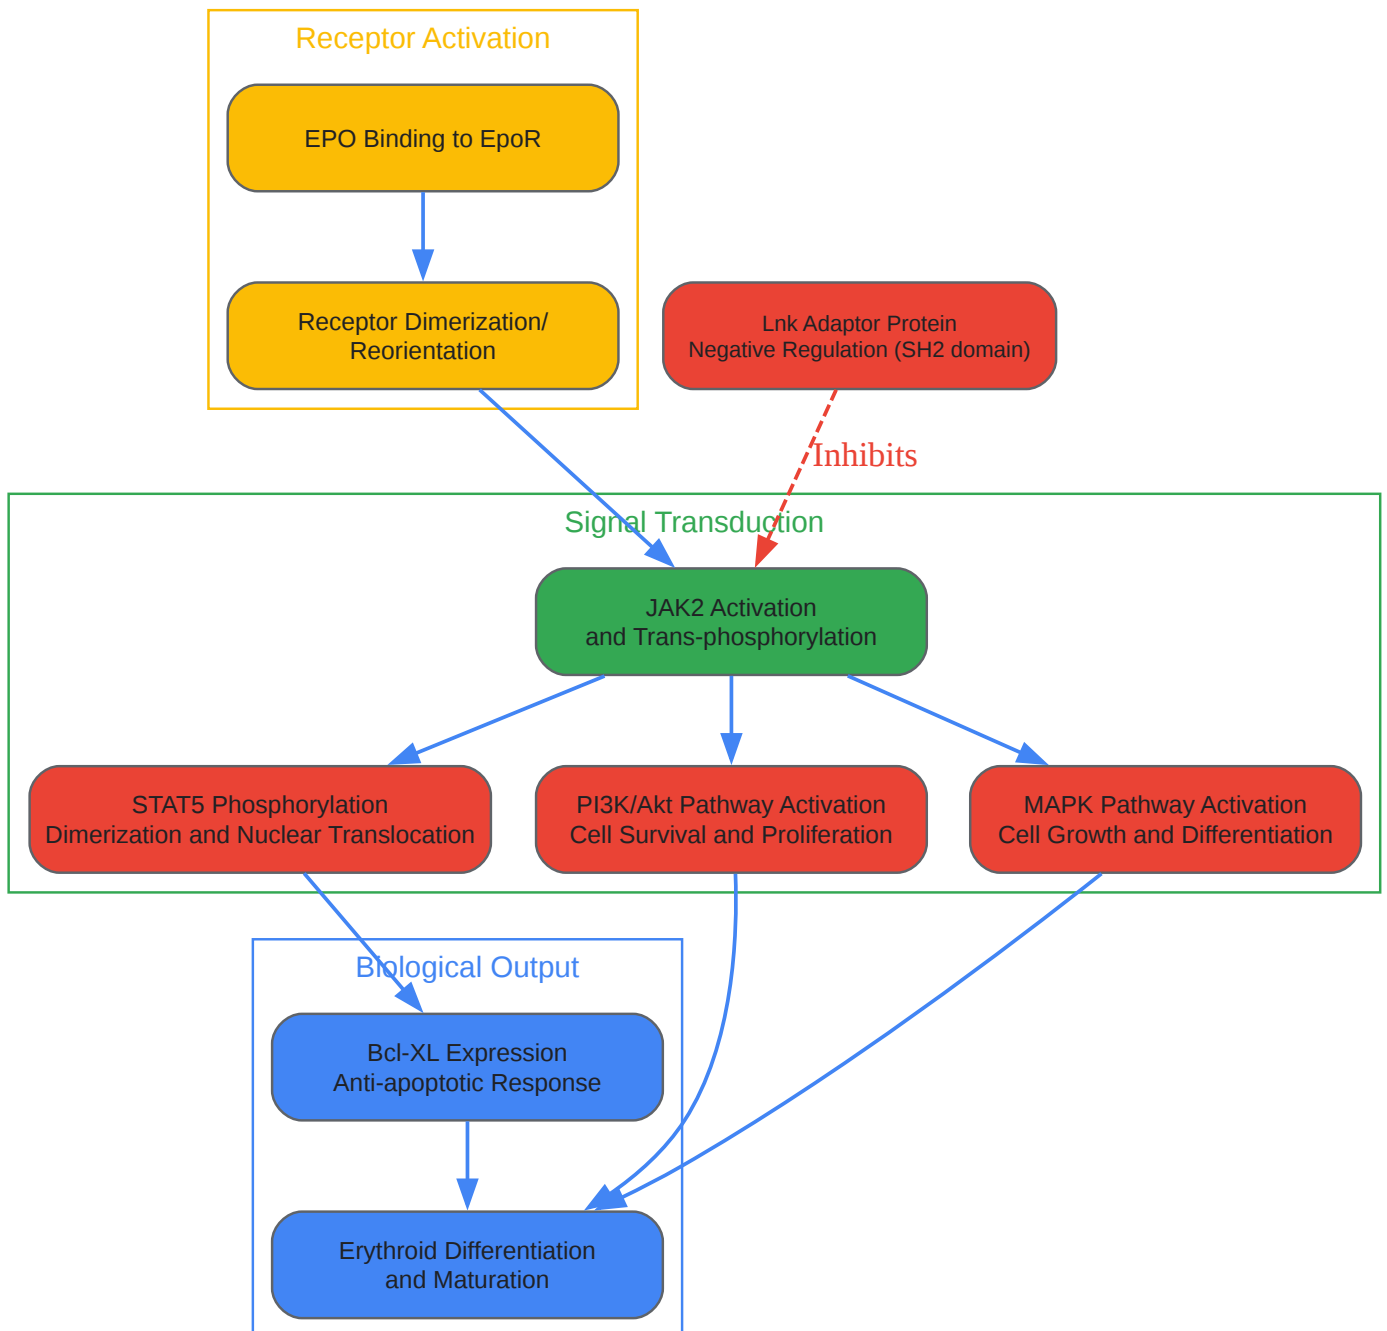 Receptor Activation
EPO Binding to EpoR
Receptor Dimerization/
Reorientation
Lnk Adaptor Protein
Negative Regulation (SH2 domain)
Inhibits
Signal Transduction
JAK2 Activation
and Trans-phosphorylation
STAT5 Phosphorylation
Dimerization and Nuclear Translocation
PI3K/Akt Pathway Activation
Cell Survival and Proliferation
MAPK Pathway Activation
Cell Growth and Differentiation
Biological Output
Bcl-XL Expression
Anti-apoptotic Response
Erythroid Differentiation
and Maturation